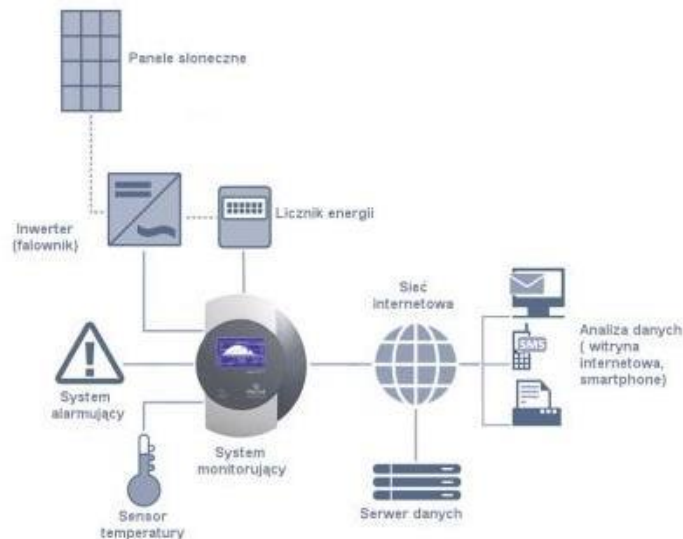 Panele słoneczne
Inwerter
(falownik)
Licznik energii
Sieć
internetowa
SMS
Analiza danych
( witryna
internetowa,
smartphone)
System
alarmujący
System
monitorujący
Sensor
temperatury
Serwer danych